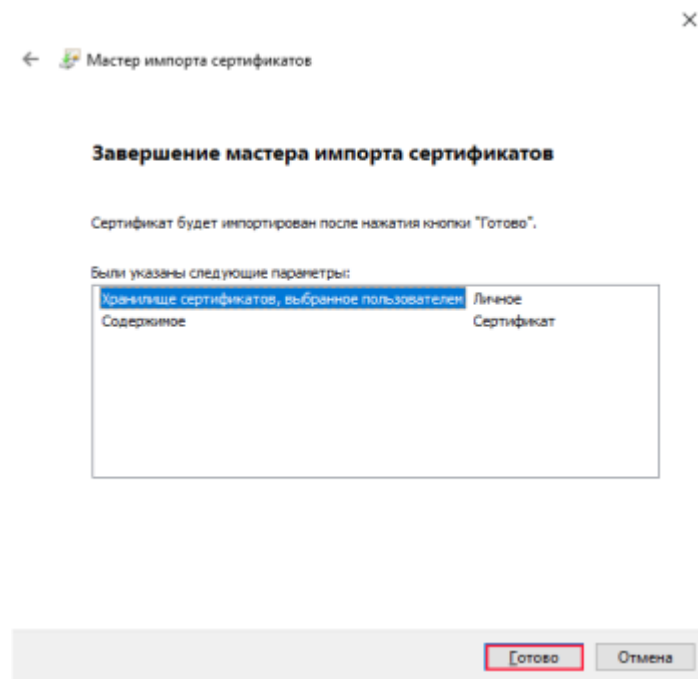 Мастер импорта сертификатов
Завершение мастера импорта сертификатов
Сертификат будет импортирован после нажатия кнопки "Готово".
Были указаны следующие параметры:
Хранилище сертификатов, выбранное пользователем Личное
Содержимое Сертификат
Готово Отмена